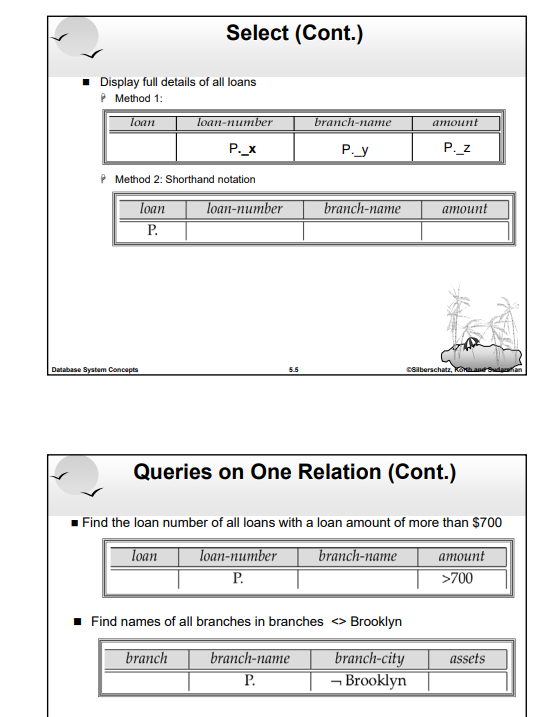 Select (Cont.)
■ Display full details of all loans
Method 1:
loan loan-number branch-name amount
P._x P._y P._z
Method 2: Shorthand notation
loan loan-number branch-name amount
P.
Database System Concepts 5.5 ©Silberschatz, Korth and Sudarshan
Queries on One Relation (Cont.)
■ Find the loan number of all loans with a loan amount of more than $700
loan loan-number branch-name amount
P. >700
■ Find names of all branches in branches <> Brooklyn
branch branch-name branch-city assets
P. ¬ Brooklyn